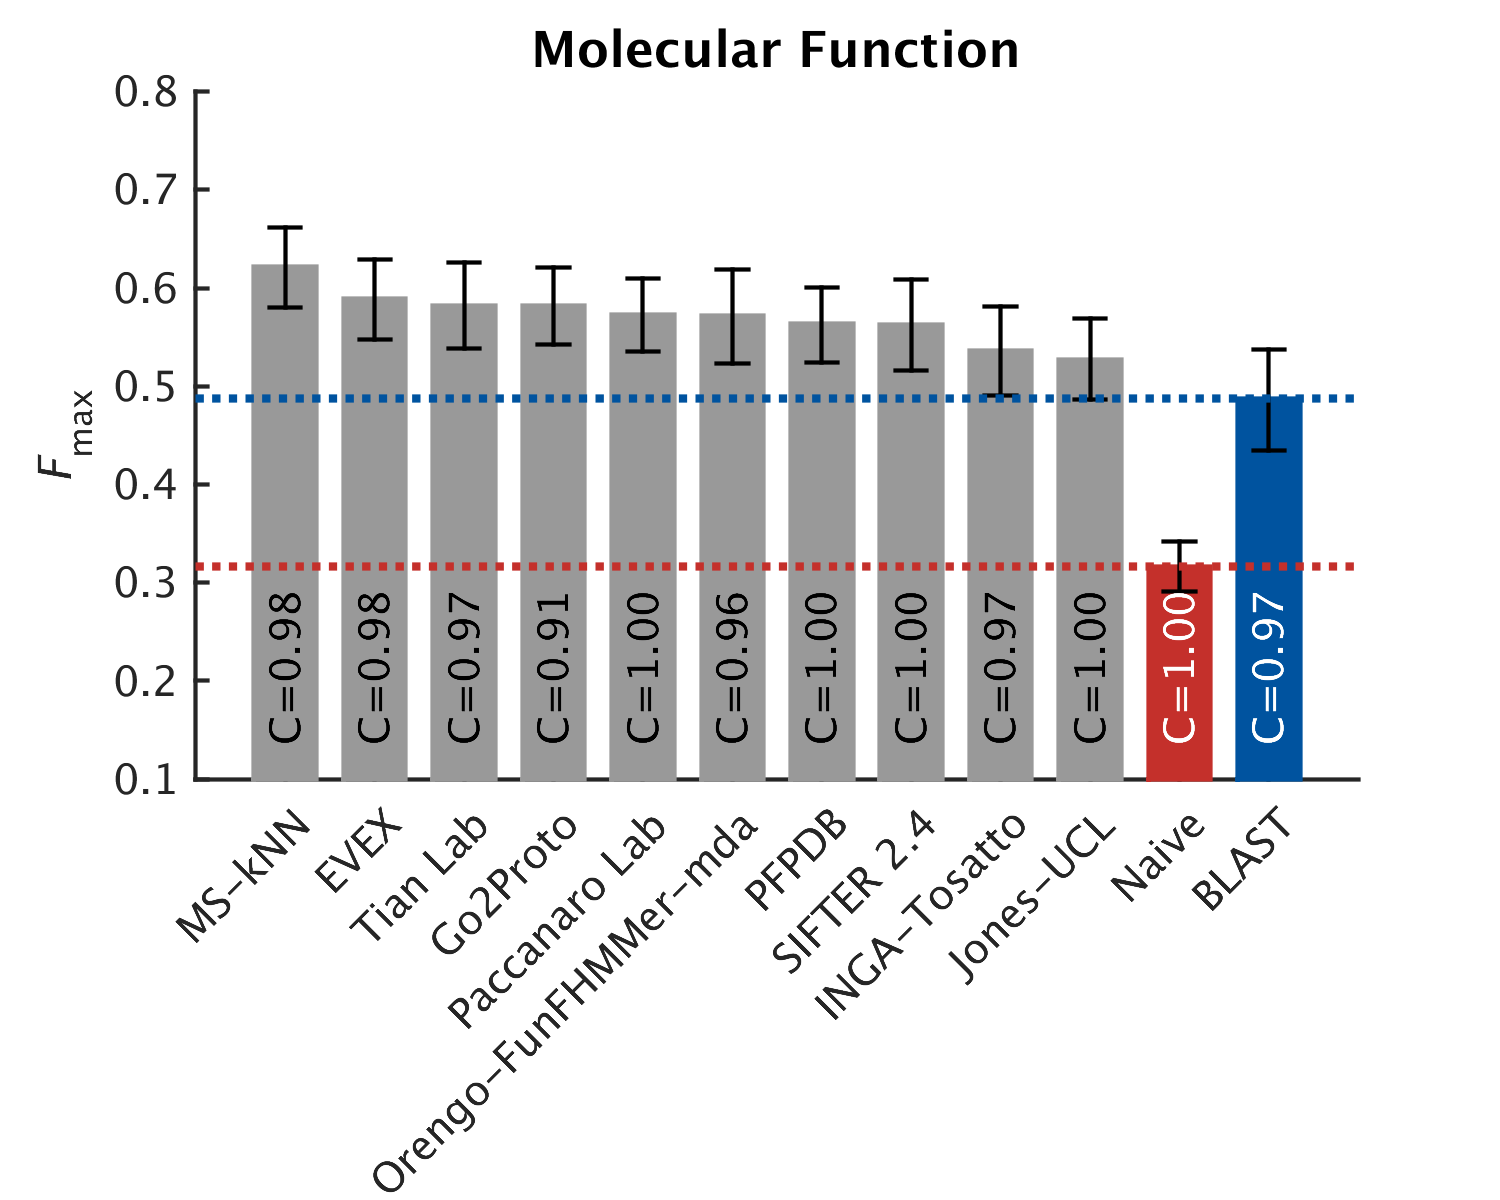 Molecular Function
0.8
0.7
0.6
0.5
0.4
0.3
0.2
0.1
Fmax
C=0.98
C=0.98
C=0.97
C=0.91
C=1.00
C=0.96
C=1.00
C=1.00
C=0.97
C=1.00
C=1.00
C=0.97
MS-kNN
EVEX
Tian Lab
Go2Proto
Paccanaro Lab
Orengo-FunFHMMer-mda
PFPDB
SIFTER 2.4
INGA-Tosatto
Jones-UCL
Naive
BLAST